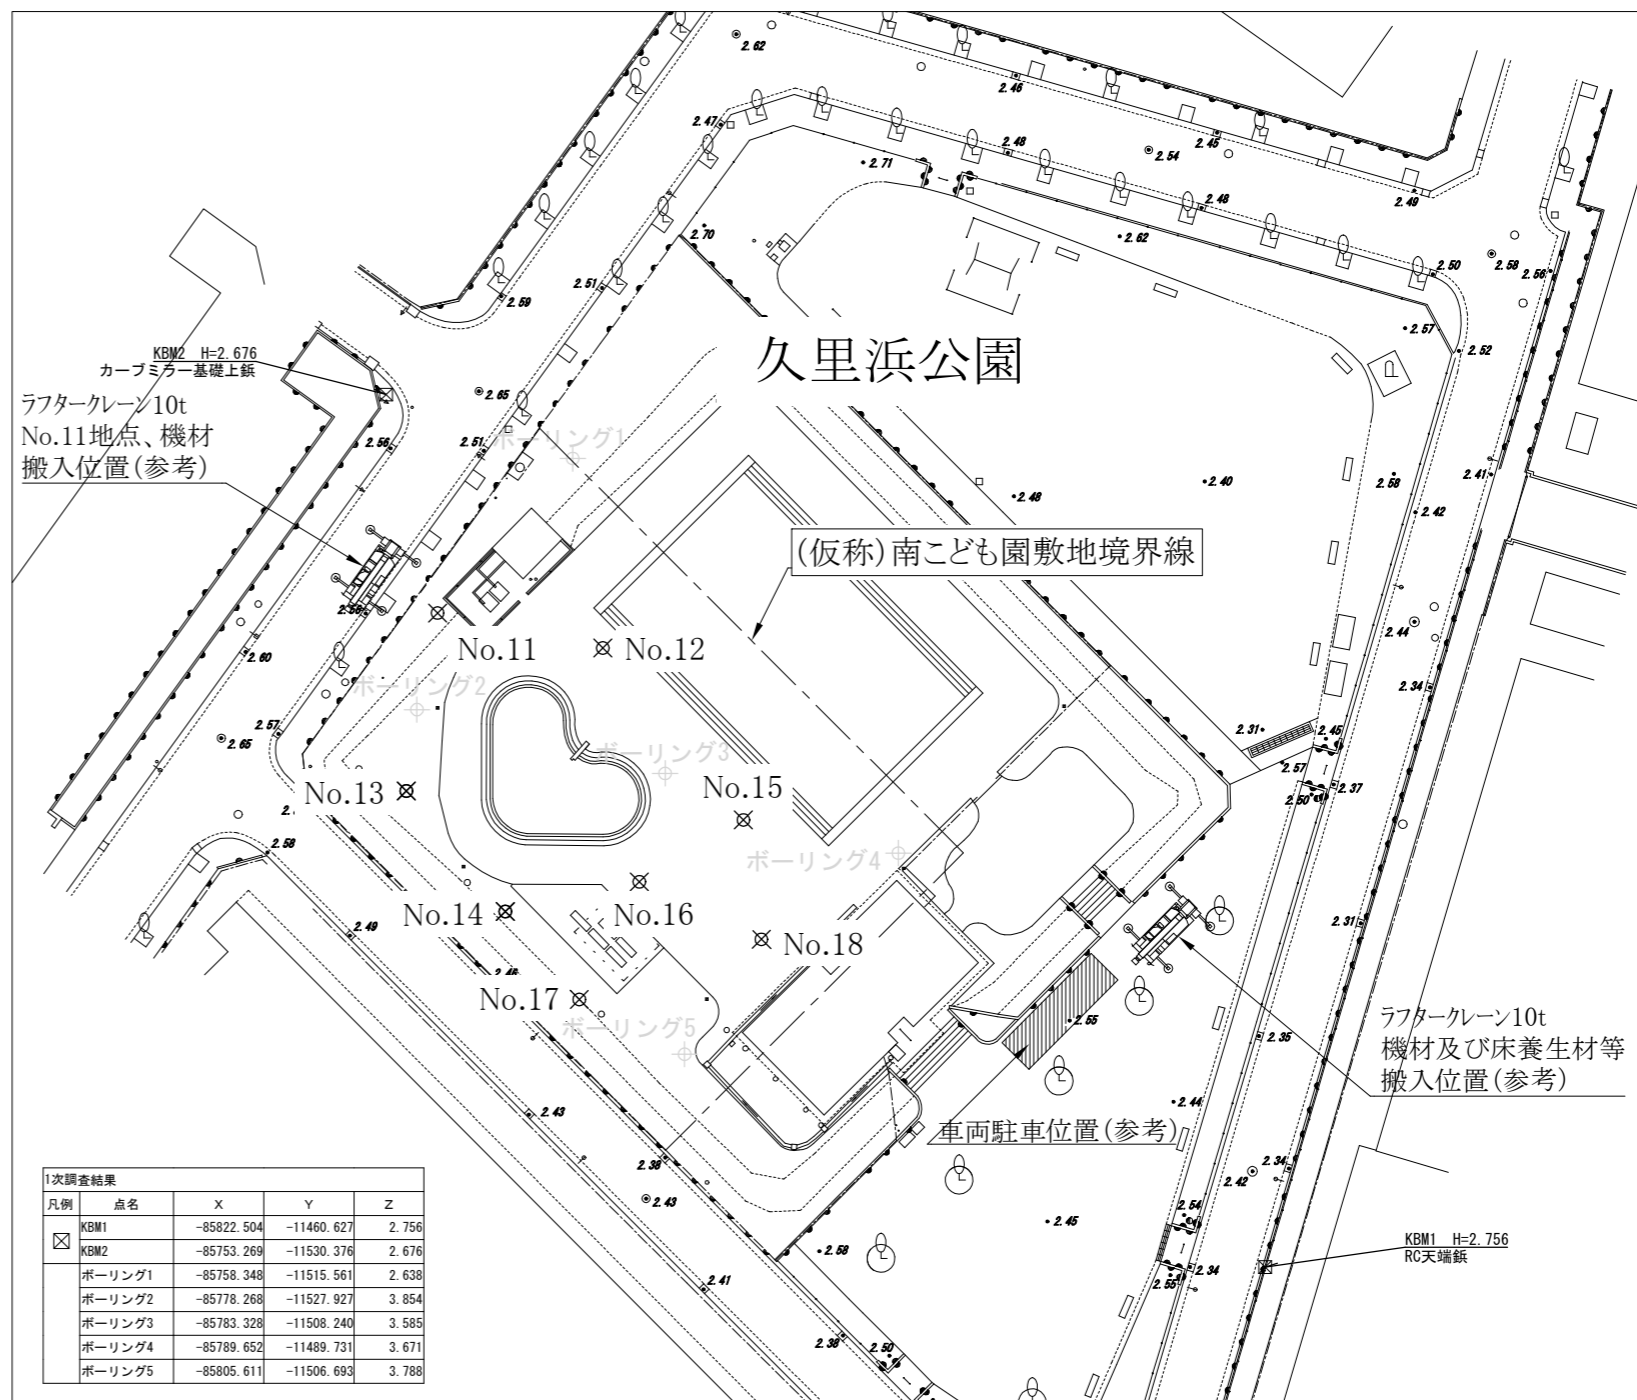 2.62
2.46
2.47
2.48
2.54
2.45
2.71
2.49
2.48
2.70
2.62
2.50
2.58
2.56
2.51
2.59
2.57
2.52
KBM2 H=2.676
カーブミラー基礎上鋲
久里浜公園
ラフタークレーン10t
No.11地点、機材
搬入位置(参考)
2.65
2.56
2.51
ボーリング1
2.48
2.40
2.58
2.41
2.42
(仮称)南こども園敷地境界線
2.58
2.44
2.60
No.11
No.12
ボーリング2
2.34
2.57
2.65
2.31
2.45
ボーリング3
2.57
No.13
No.15
2.50
2.37
2.
2.58
ボーリング4
No.14
No.16
2.49
2.31
No.18
2.46
No.17
ボーリング5
2.55
2.35
ラフタークレーン10t
機材及び床養生材等
搬入位置(参考)
2.43
2.44
車両駐車位置(参考)
2.38
2.34
2.42
2.43
2.54
2.45
2.58
KBM1 H=2.756
RC天端鋲
2.34
2.55
2.41
2.38
2.50
1次調査結果
凡例 点名 X Y Z
KBM1 -85822.504 -11460.627 2.756
KBM2 -85753.269 -11530.376 2.676
ボーリング1 -85758.348 -11515.561 2.638
ボーリング2 -85778.268 -11527.927 3.854
ボーリング3 -85783.328 -11508.240 3.585
ボーリング4 -85789.652 -11489.731 3.671
ボーリング5 -85805.611 -11506.693 3.788